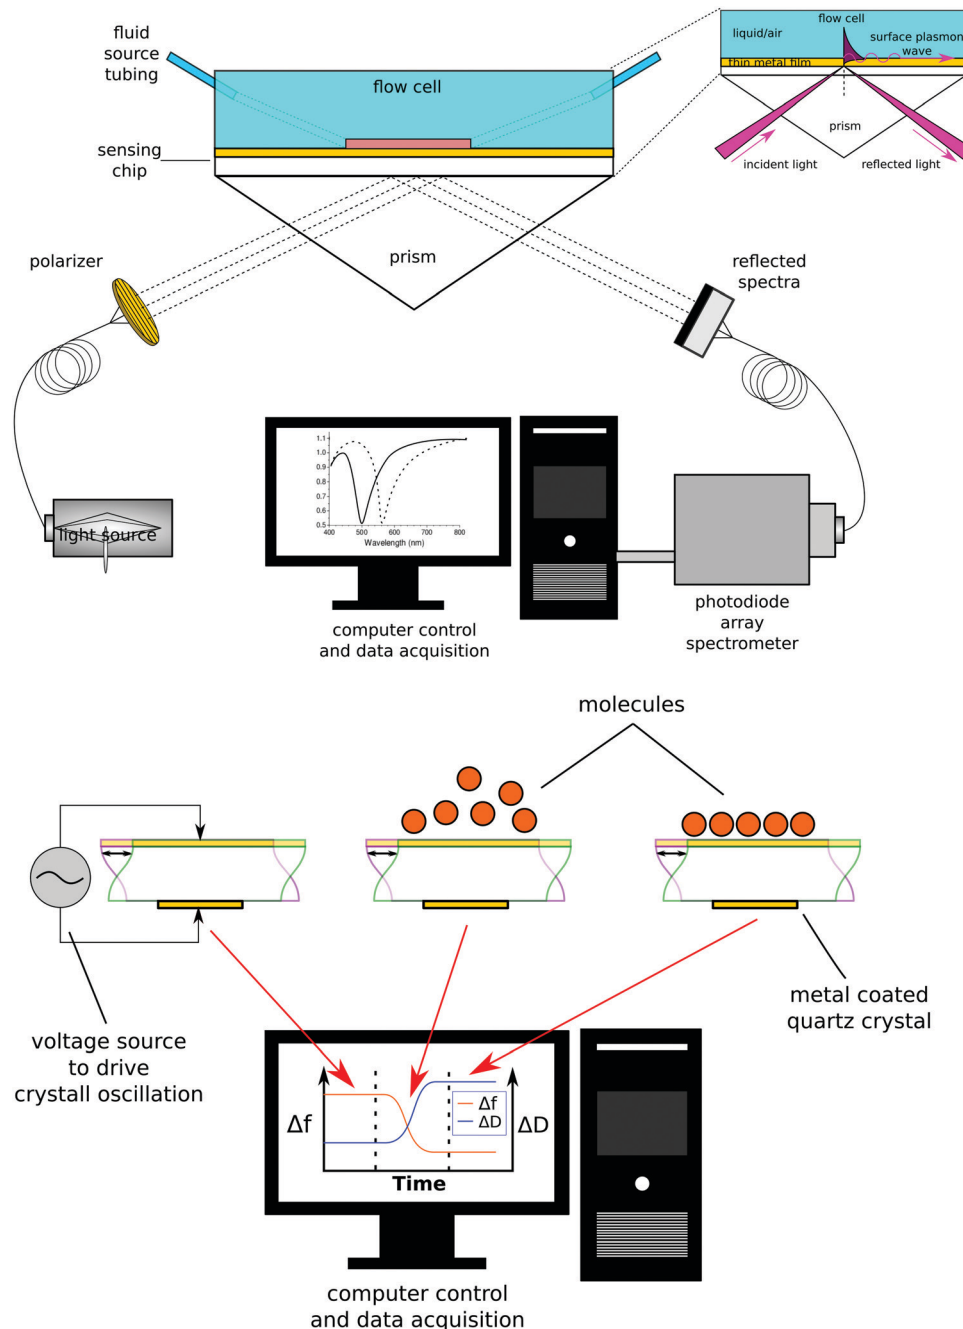 fluid
source
tubing
flow cell
sensing
chip
prism
polarizer
reflected
spectra
flow cell
liquid/air
surface plasmon
wave
thin metal film
prism
incident light
reflected light
light source
1.1
1.0
0.9
0.8
0.7
0.6
0.5
400
500
600
700
800
Wavelength (nm)
computer control
and data acquisition
photodiode
array
spectrometer
molecules
voltage source
to drive
crystall oscillation
metal coated
quartz crystal
Δf
Δf
ΔD
ΔD
Time
computer control
and data acquisition